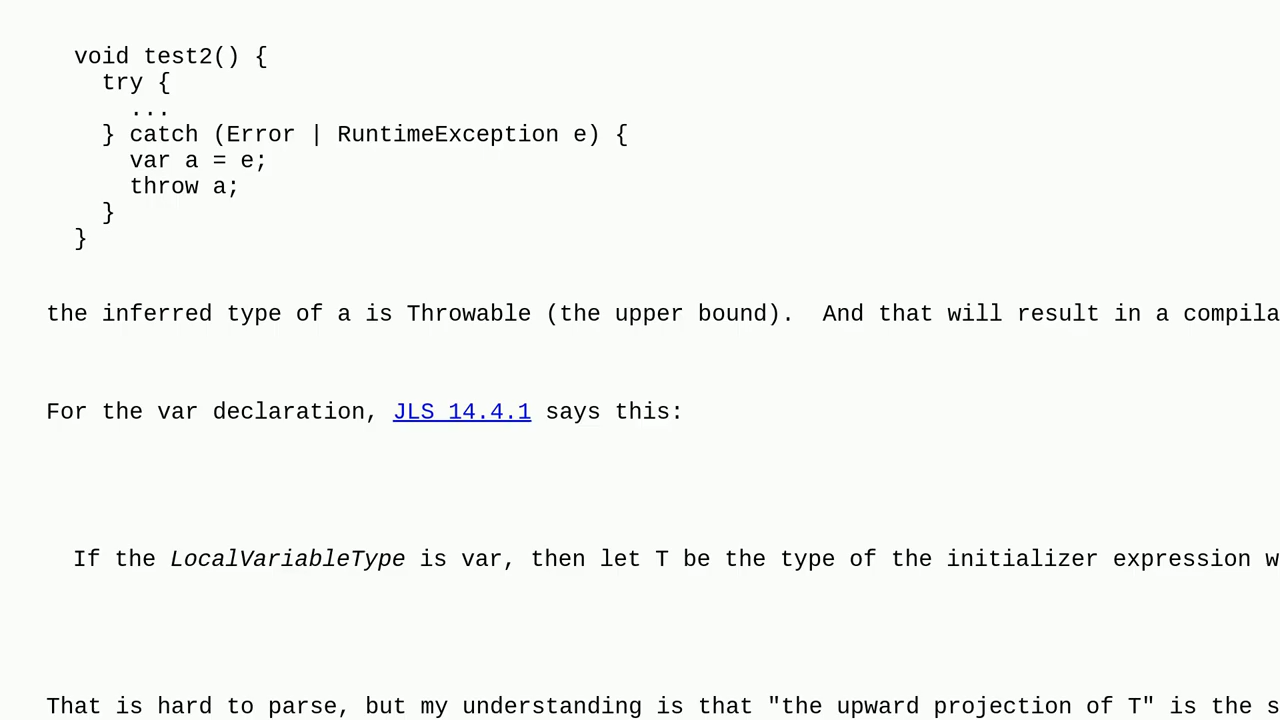 void test2() {
try {
...
} catch (Error | RuntimeException e) {
var a = e;
throw a;
}
}
the inferred type of a is Throwable (the upper bound).  And that will result in a compila
For the var declaration, JLS 14.4.1 says this:
If the LocalVariableType is var, then let T be the type of the initializer expression w
That is hard to parse, but my understanding is that "the upward projection of T" is the s